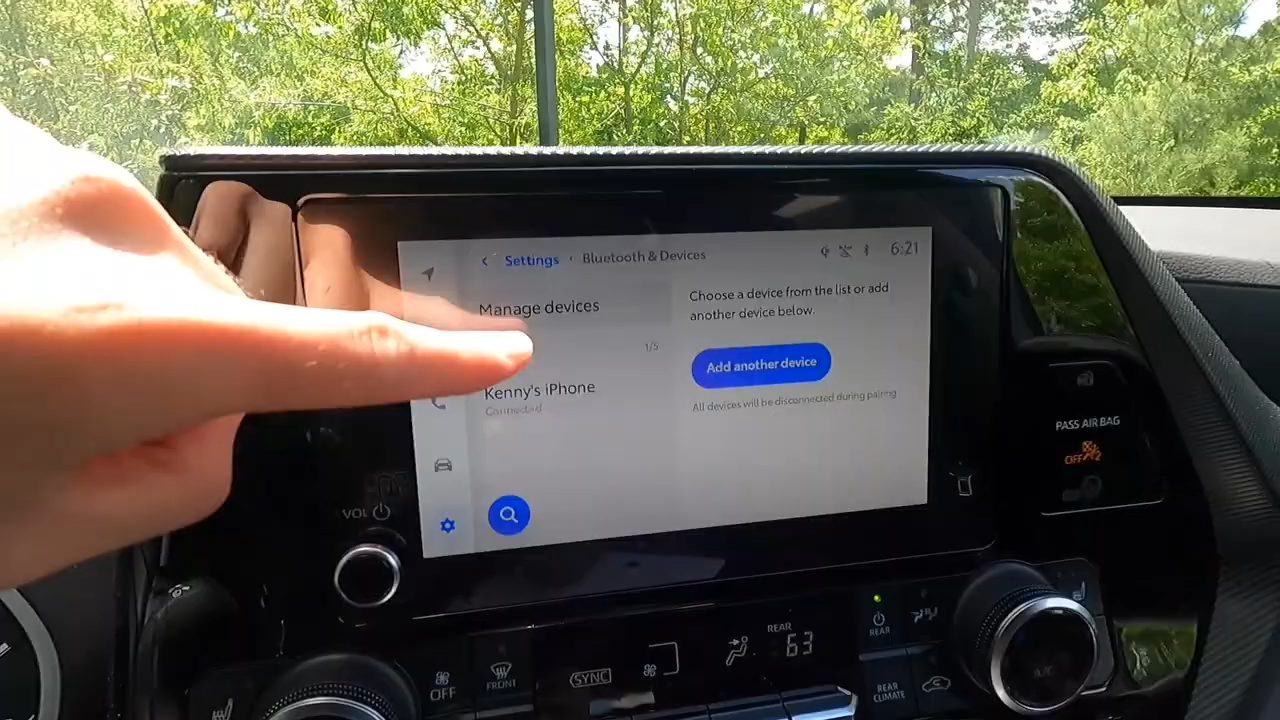 Settings
Bluetooth & Devices
6:21
Manage devices
Choose a device from the list or add
another device below.
1/5
Add another device
Kenny's iPhone
Connected
All devices will be disconnected during pairing
PASS AIR BAG
OFF
VOL
REAR
63
REAR
OFF
FRONT
SYNC
REAR
CLIMATE
A/C